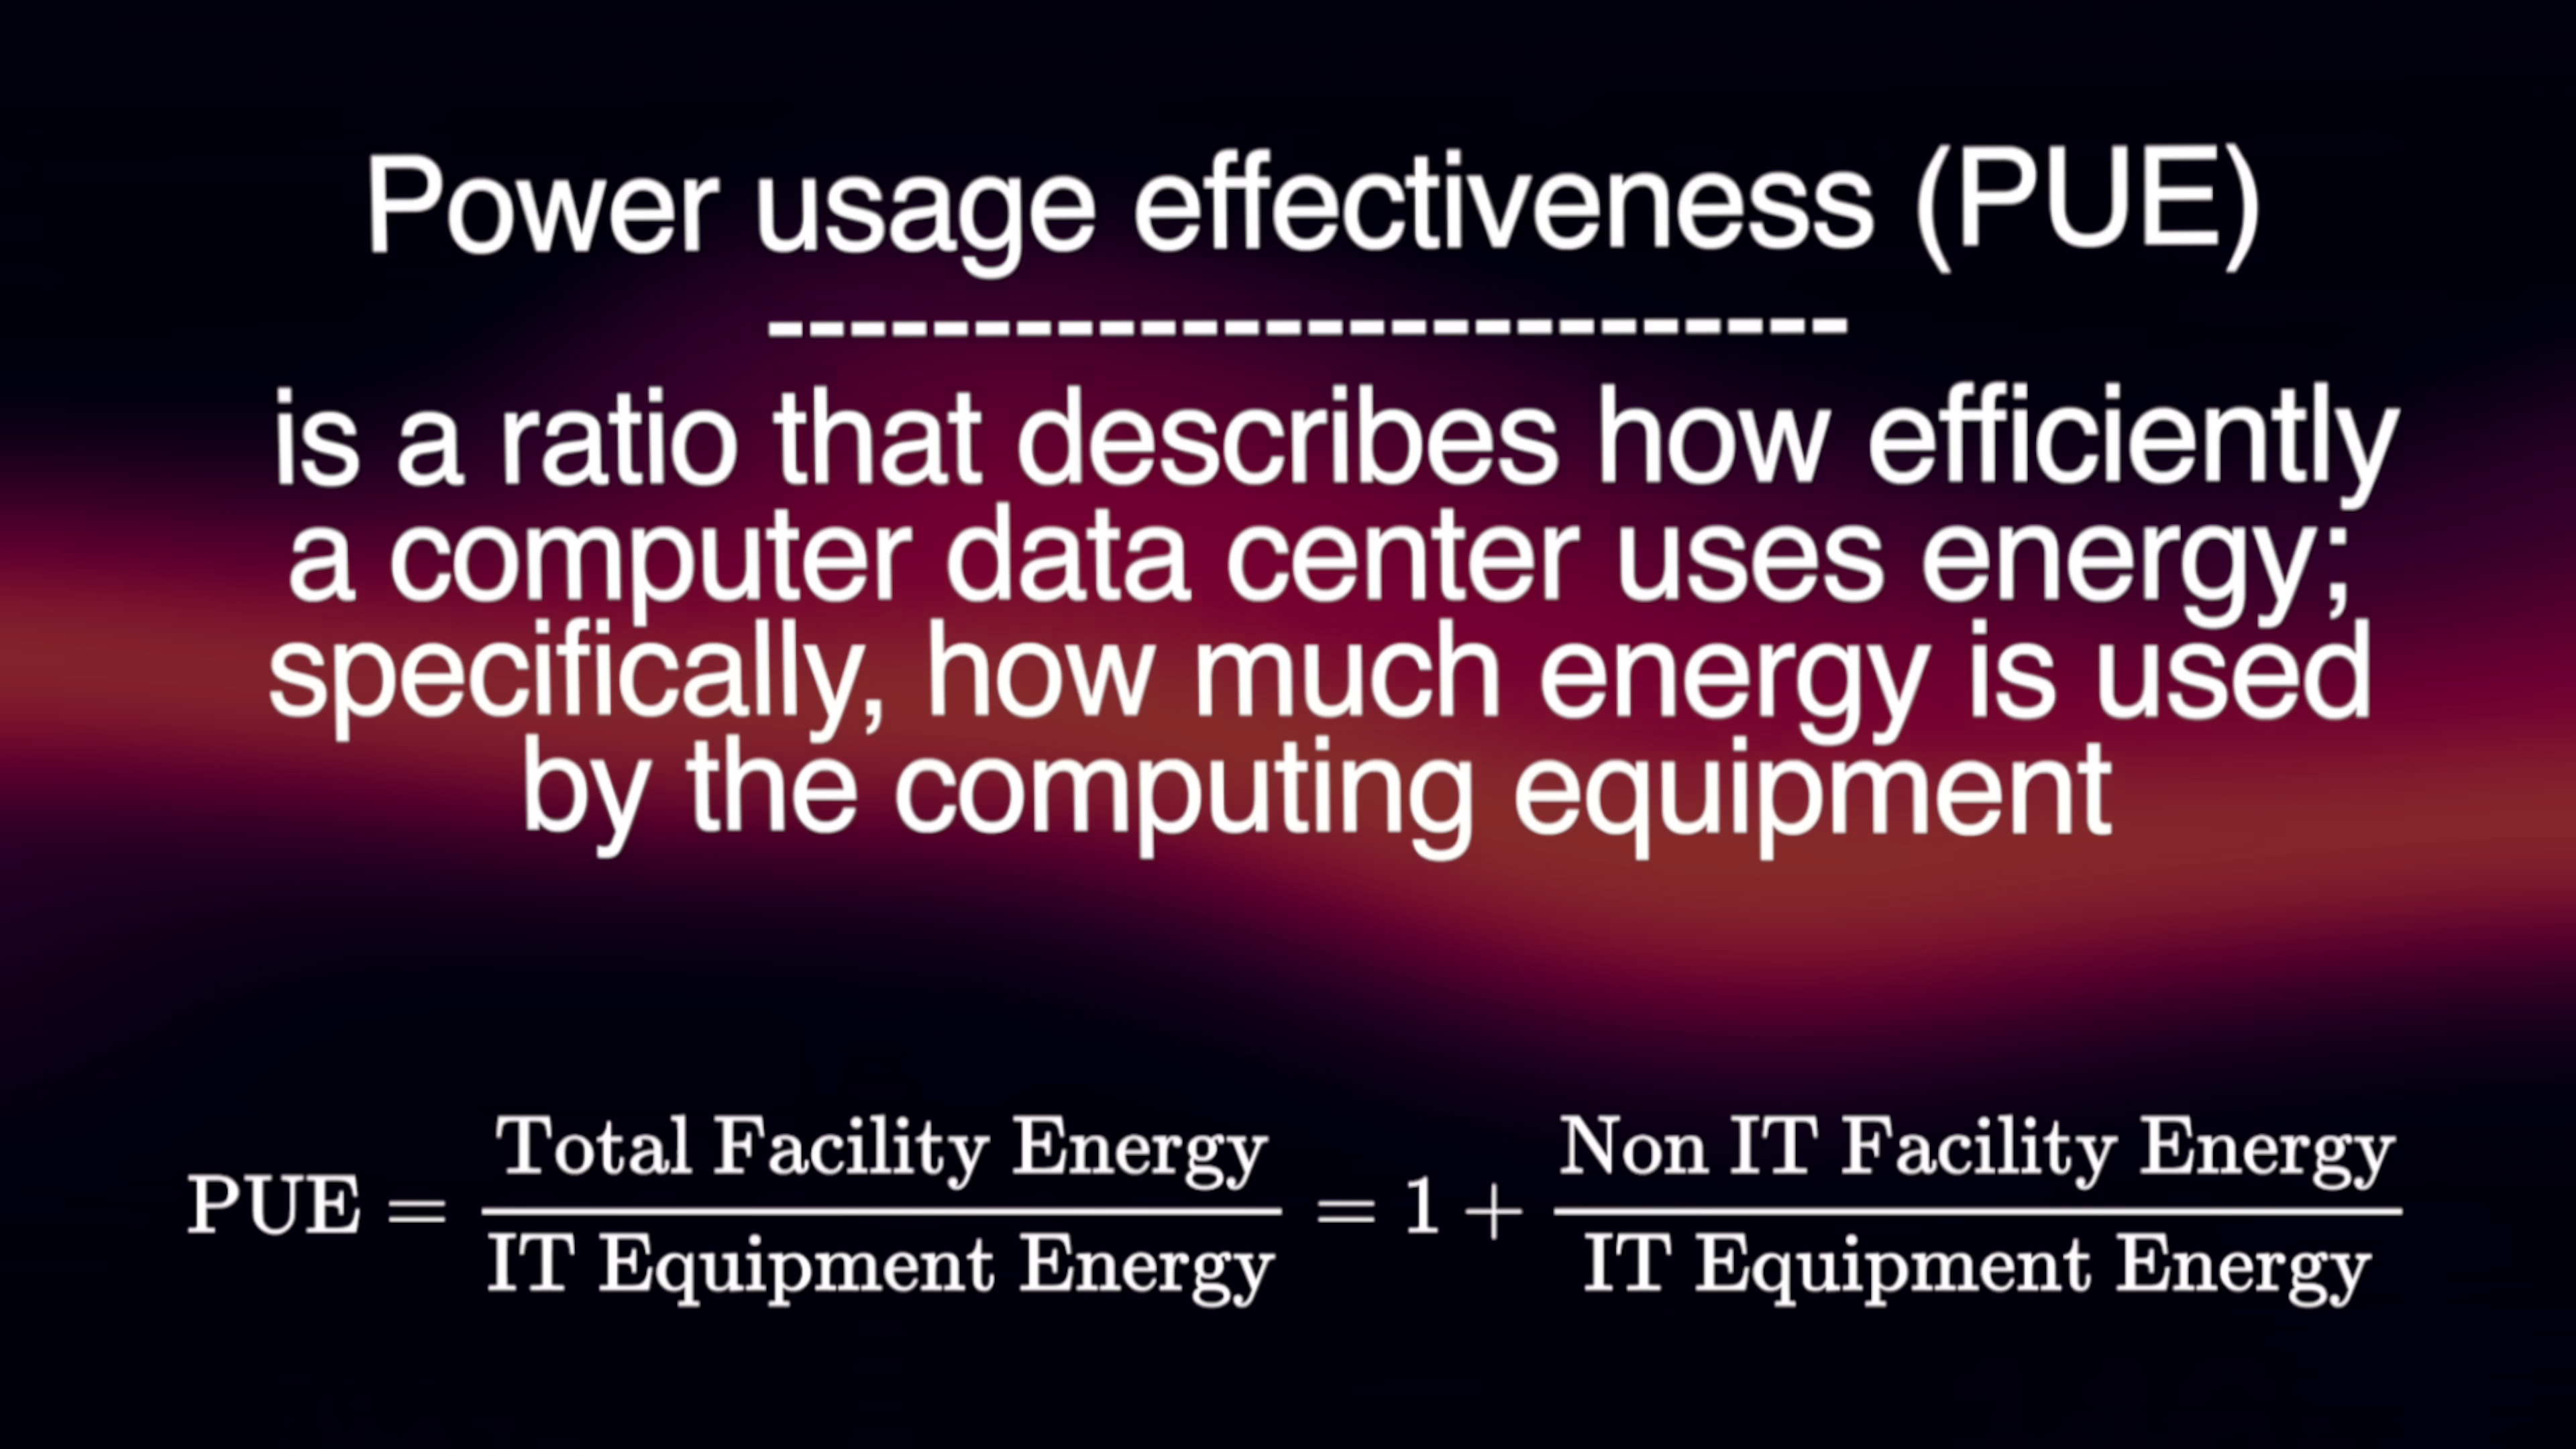 Power usage effectiveness (PUE)
--------------------------
is a ratio that describes how efficiently
a computer data center uses energy;
specifically, how much energy is used
by the computing equipment
PUE = Total Facility Energy / IT Equipment Energy = 1 + Non IT Facility Energy / IT Equipment Energy